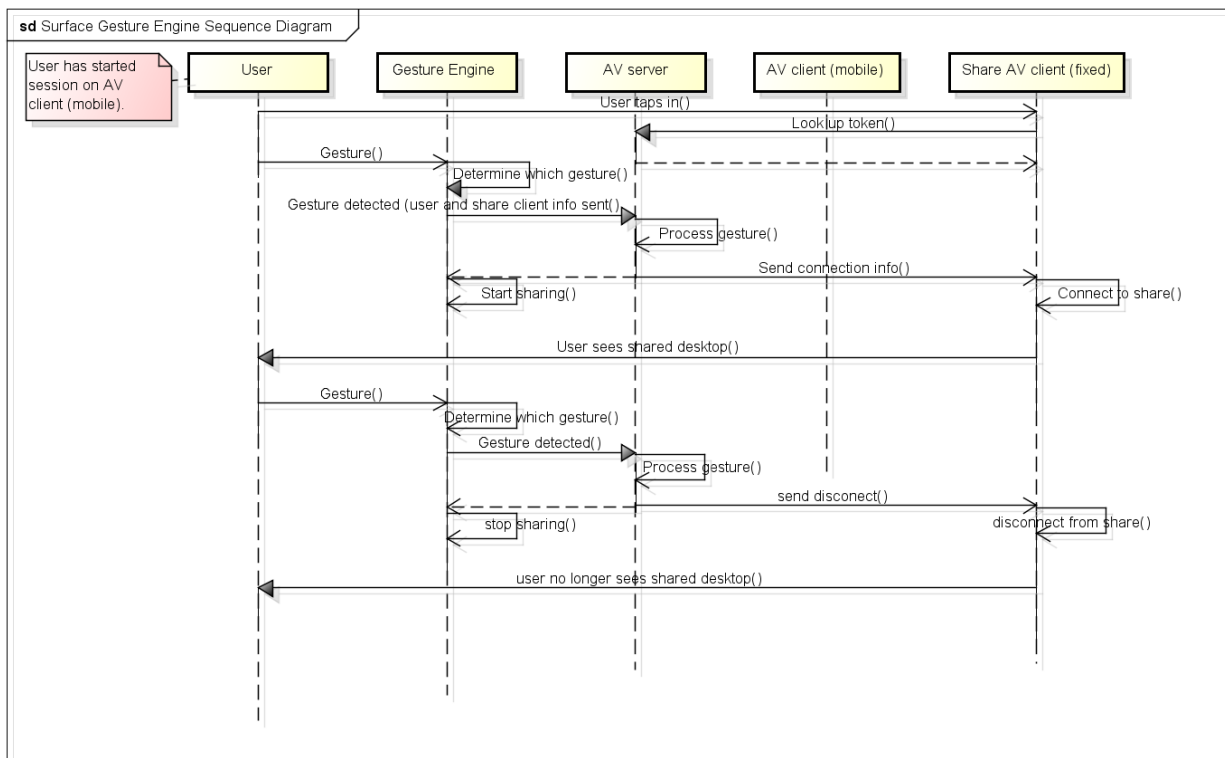 sd Surface Gesture Engine Sequence Diagram
User has started
session on AV
client (mobile).
User
Gesture Engine
AV server
AV client (mobile)
Share AV client (fixed)
User taps in()
Look up token()
Gesture()
Determine which gesture()
Gesture detected (user and share client info sent()
Process gesture()
Send connection info()
Start sharing()
Connect to share()
User sees shared desktop()
Gesture()
Determine which gesture()
Gesture detected()
Process gesture()
send disconect()
stop sharing()
disconnect from share()
user no longer sees shared desktop()